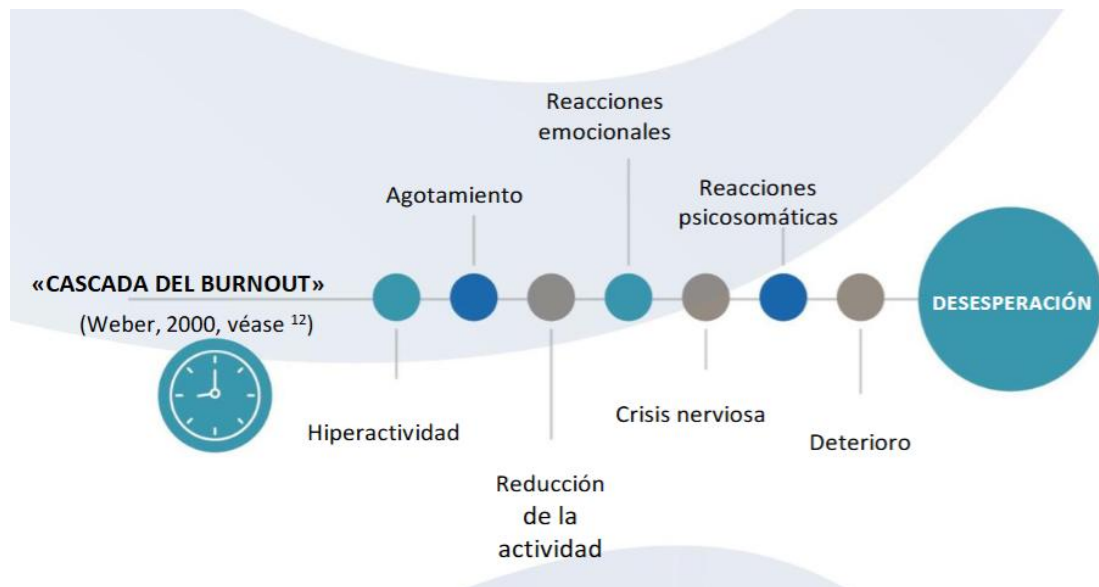 Reacciones
emocionales
Agotamiento
Reacciones
psicosomáticas
«CASCADA DEL BURNOUT»
(Weber, 2000, véase ¹²)
DESESPERACIÓN
Hiperactividad
Crisis nerviosa
Deterioro
Reducción
de la
actividad